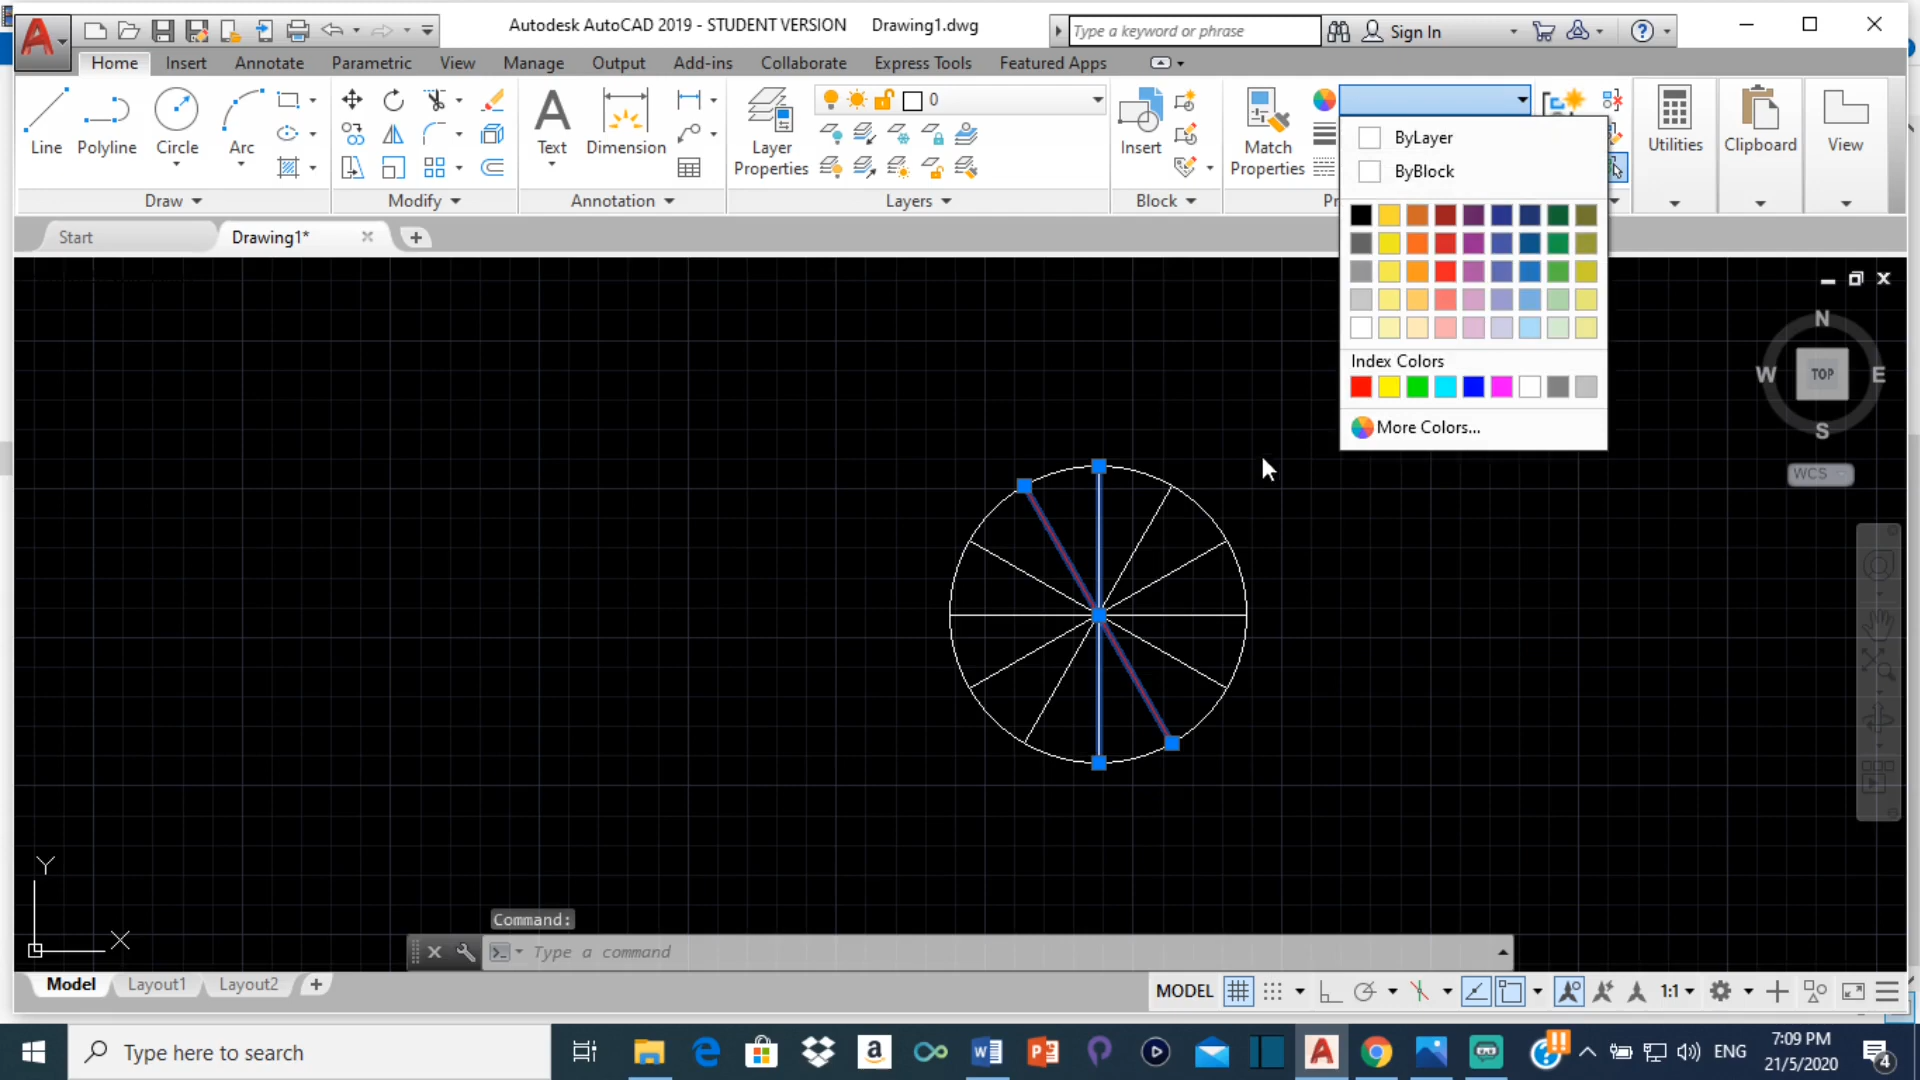 Autodesk AutoCAD 2019 - STUDENT VERSION Drawing1.dwg
Type a keyword or phrase
Sign In
Home Insert Annotate Parametric View Manage Output Add-ins Collaborate Express Tools Featured Apps
0
Line Polyline Circle Arc
Text Dimension
Layer Properties
Insert
Match Properties
Utilities Clipboard View
Draw Modify Annotation Layers Block Pr
ByLayer
ByBlock
Index Colors
More Colors...
Start Drawing1*
N
W TOP E
S
WCS
Y
X
Command:
Type a command
Model Layout1 Layout2
MODEL 1:1
Type here to search
ENG
7:09 PM
21/5/2020
4